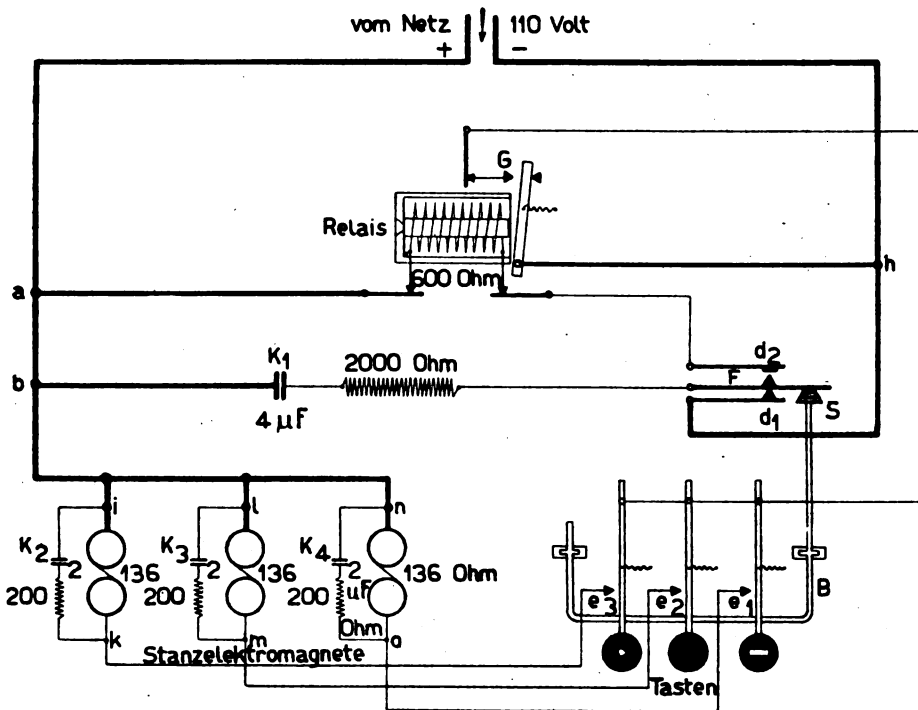 vom Netz 110 Volt
+ −
G
Relais
600 Ohm
h
a
K1 2000 Ohm
d2
b
F
4 µF
d1
S
i l n
K2 2 K3 2 K4 2
136 136 136 Ohm
200 200 200 µF
Ohm
B
e3 e2 e1
k m o
Stanzelektromagnete
Tasten